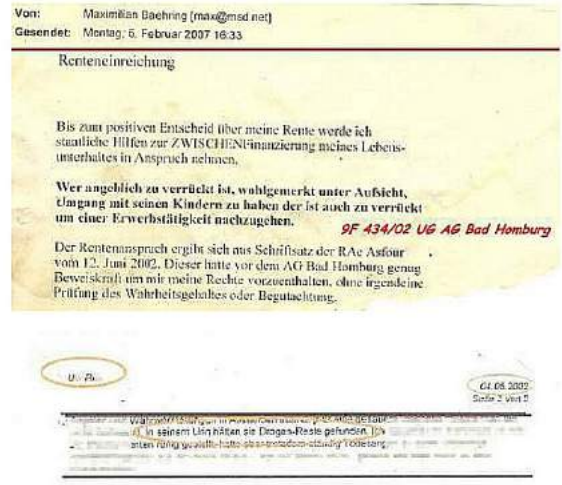 Von: Maximilian Baehring (max@msd.net)
Gesendet: Montag, 5. Februar 2007 16:33
Renteneinreichung
Bis zum positiven Entscheid über meine Rente werde ich
staatliche Hilfen zur ZWISCHENFinanzierung meines Lebens-
unterhaltes in Anspruch nehmen.
Wer angeblich zu verrückt ist, wohlgemerkt unter Aufsicht,
Umgang mit seinen Kindern zu haben der ist auch zu verrückt
um einer Erwerbstätigkeit nachzugehen.
9F 434/02 UG AG Bad Homburg
Der Rentenanspruch ergibt sich aus Schriftsatz der RAe Asfour
vom 12. Juni 2002. Dieser hatte vor dem AG Bad Homburg genug
Beweiskraft um mir meine Rechte vorzuenthalten, ohne irgendeine
Prüfung des Wahrheitsgehaltes oder Begutachtung.
04.06.2002
Seite 2 von 2
In seinem Urin hätten sie Drogen-Reste gefunden. Ich